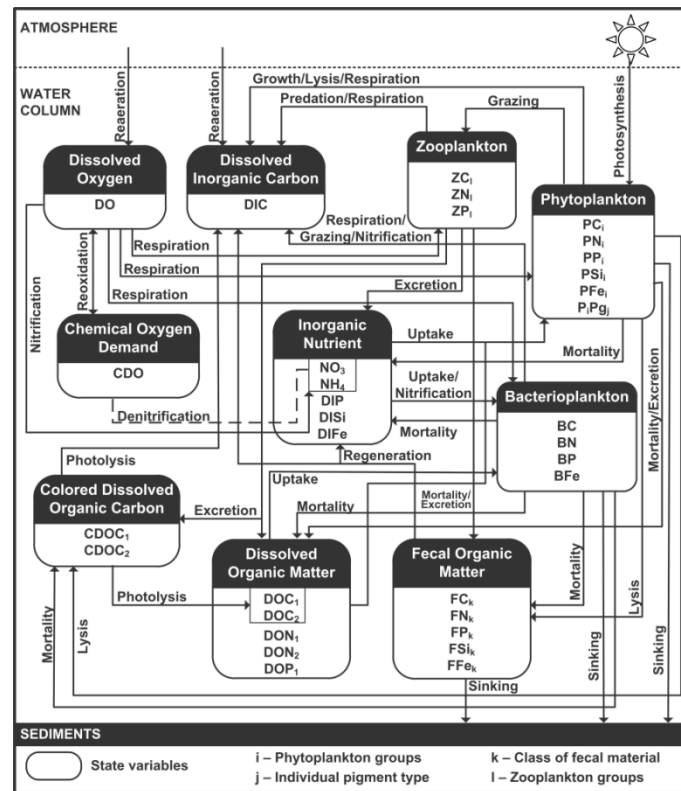 ATMOSPHERE
WATER
COLUMN
Reaeration
Reaeration
Growth/Lysis/Respiration
Predation/Respiration
Grazing
Photosynthesis
Dissolved
Oxygen
DO
Dissolved
Inorganic Carbon
DIC
Zooplankton
ZCₗ
ZNₗ
ZPₗ
Phytoplankton
PCᵢ
PNᵢ
PPᵢ
PSiᵢ
PFeᵢ
PᵢPgⱼ
Respiration/
Grazing/Nitrification
Respiration
Respiration
Respiration
Nitrification
Reoxidation
Chemical Oxygen
Demand
CDO
Denitrification
Excretion
Inorganic
Nutrient
NO₃
NH₄
DIP
DISi
DIFe
Uptake
Mortality
Uptake/
Nitrification
Mortality
Bacterioplankton
BC
BN
BP
BFe
Mortality/Excretion
Regeneration
Photolysis
Uptake
Colored Dissolved
Organic Carbon
CDOC₁
CDOC₂
Excretion
Mortality
Mortality/
Excretion
Dissolved
Organic Matter
DOC₁
DOC₂
DON₁
DON₂
DOP₁
Photolysis
Fecal Organic
Matter
FCₖ
FNₖ
FPₖ
FSiₖ
FFeₖ
Mortality
Lysis
Mortality
Lysis
Sinking
Sinking
Sinking
SEDIMENTS
State variables
i – Phytoplankton groups
j – Individual pigment type
k – Class of fecal material
l – Zooplankton groups